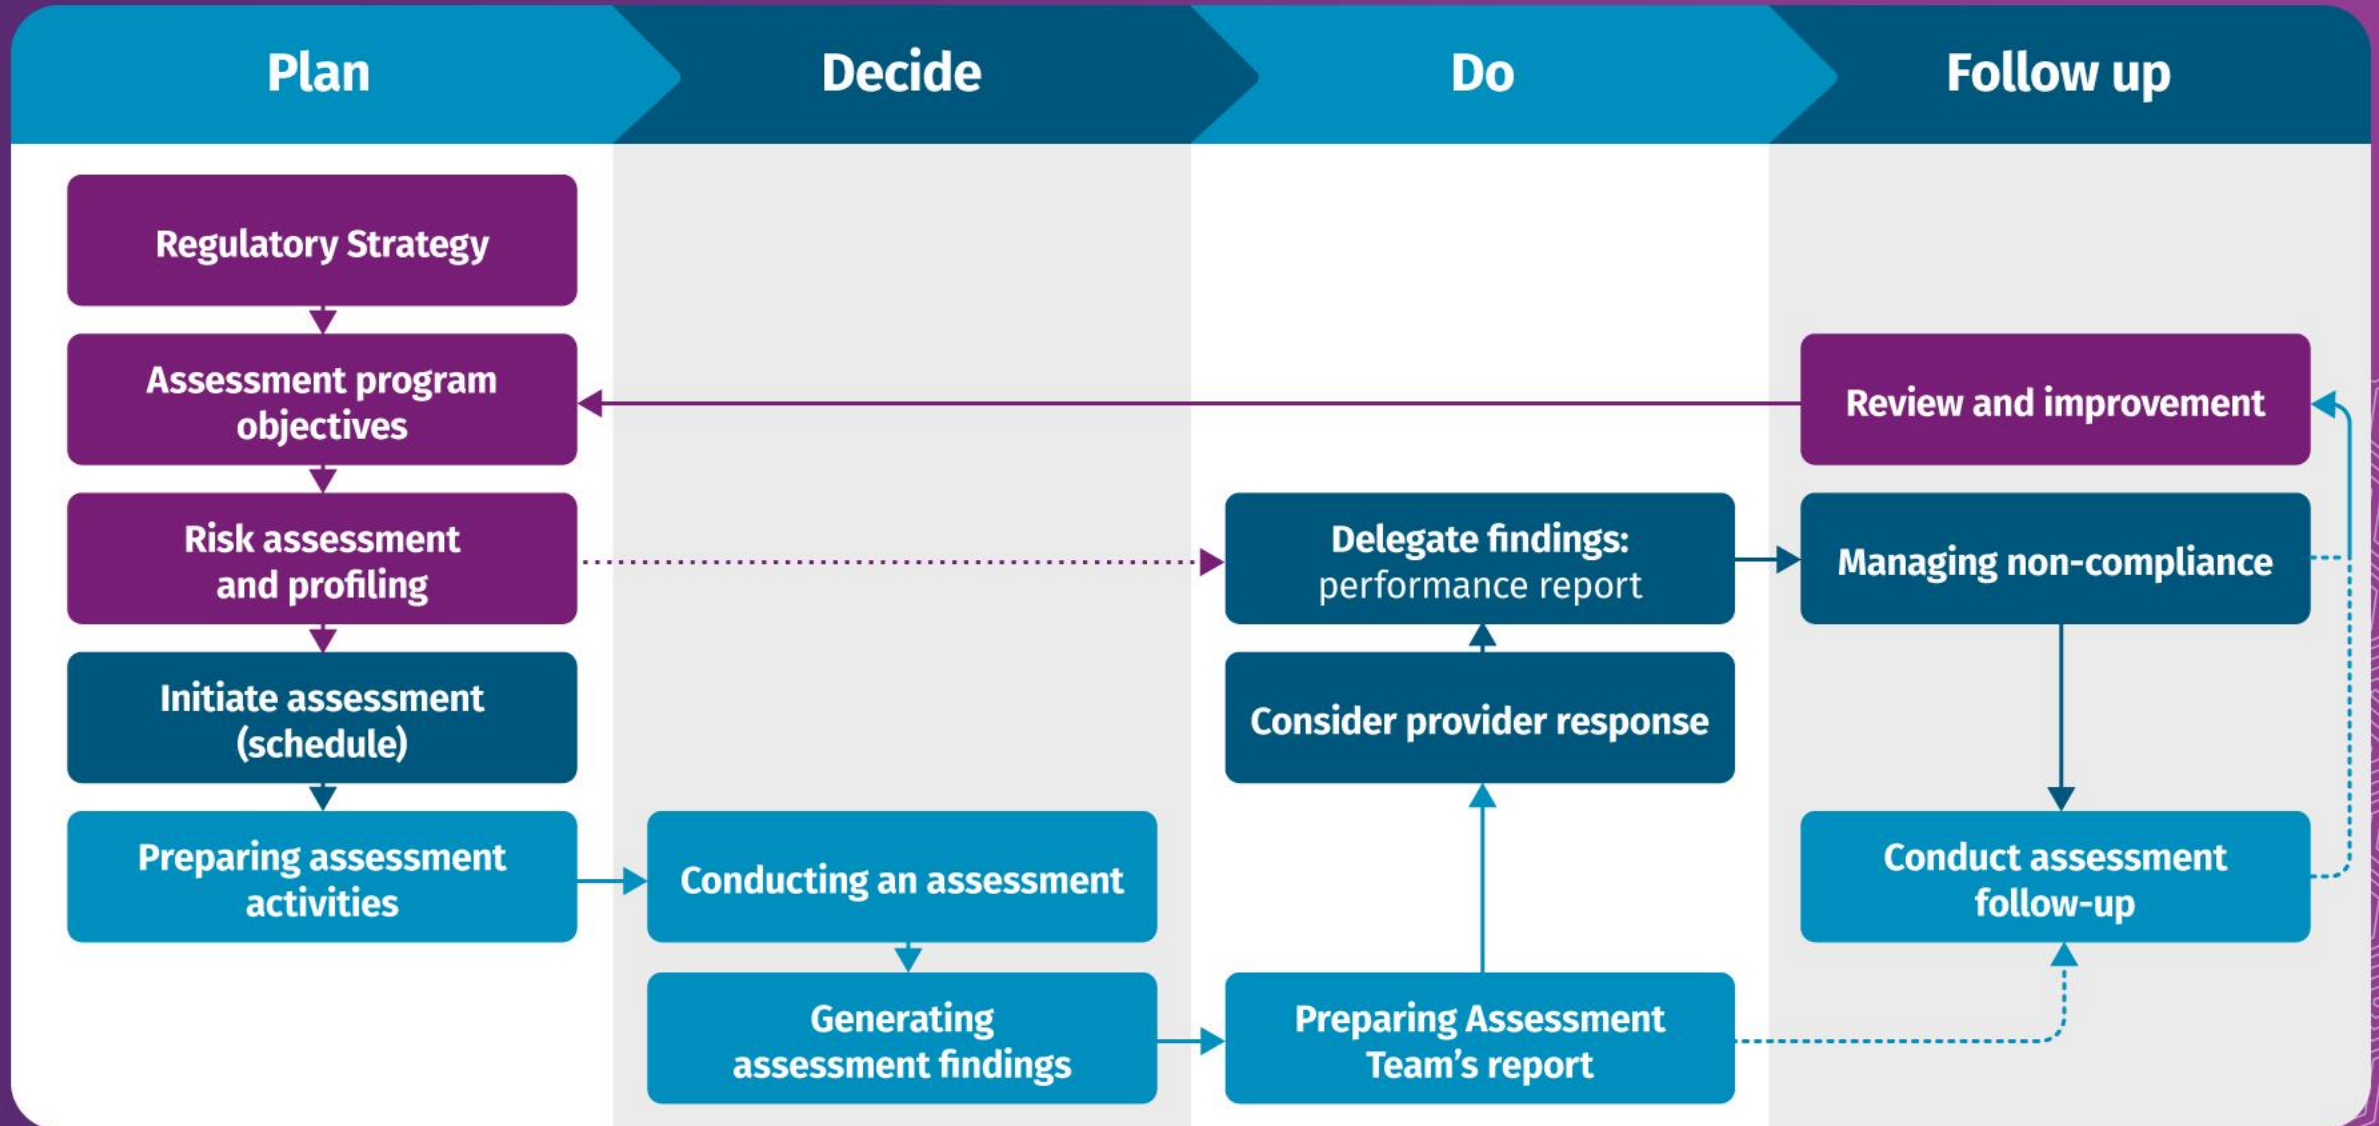 Plan
Decide
Do
Follow up
Regulatory Strategy
Assessment program
objectives
Risk assessment
and profiling
Initiate assessment
(schedule)
Preparing assessment
activities
Conducting an assessment
Generating
assessment findings
Delegate findings:
performance report
Consider provider response
Preparing Assessment
Team's report
Review and improvement
Managing non-compliance
Conduct assessment
follow-up